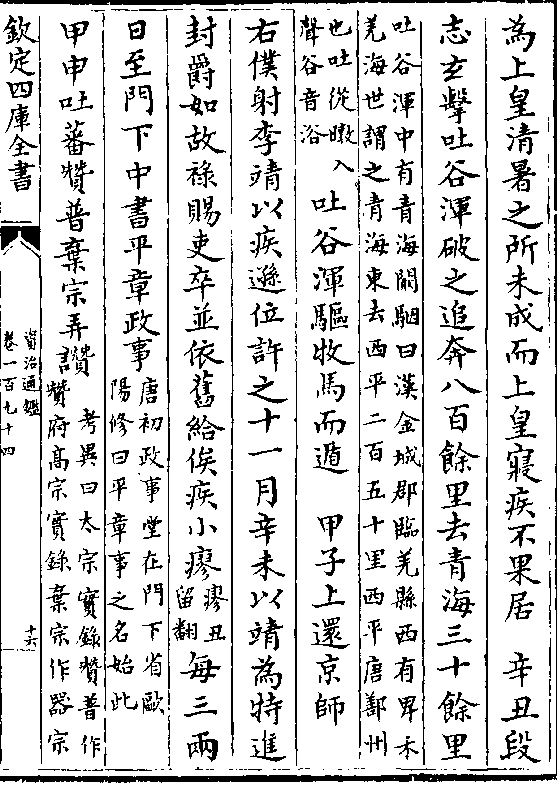 為上皇清暑之所未成而上皇寢疾不果居　辛丑段
志玄擊吐谷渾破之追奔八百餘里去青海三十餘里
吐谷渾中有青海闞駰曰漢金城郡臨羌縣西有卑禾
羌海世謂之青海東去西平二百五十里西平唐鄯州
也吐從暾入
聲谷音浴
吐谷渾驅牧馬而遁　甲子上還京師
右僕射李靖以疾遜位許之十一月辛未以靖為特進
封爵如故祿賜吏卒並依舊給俟疾小瘳
瘳丑
留翻
每三兩
日至門下中書平章政事
唐初政事堂在門下省歐
陽修曰平章事之名始此
甲申吐蕃贊普棄宗弄讚
考異曰太宗實錄贊普作
贊府高宗實錄棄宗作器宗
欽定四庫全書
資治通鑑
卷一百九十四
十六